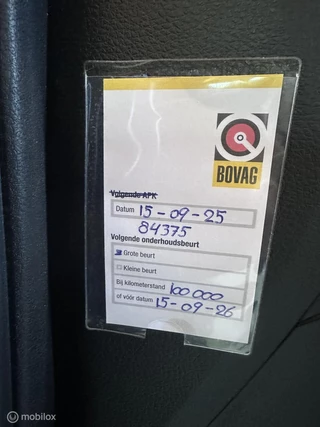 BOVAG
Volgende APK
Datum 15-09-25
84375
Volgende onderhoudsbeurt
Grote beurt
Kleine beurt
Bij kilometerstand 100 000
of vóór datum 15-09-26
mobilox